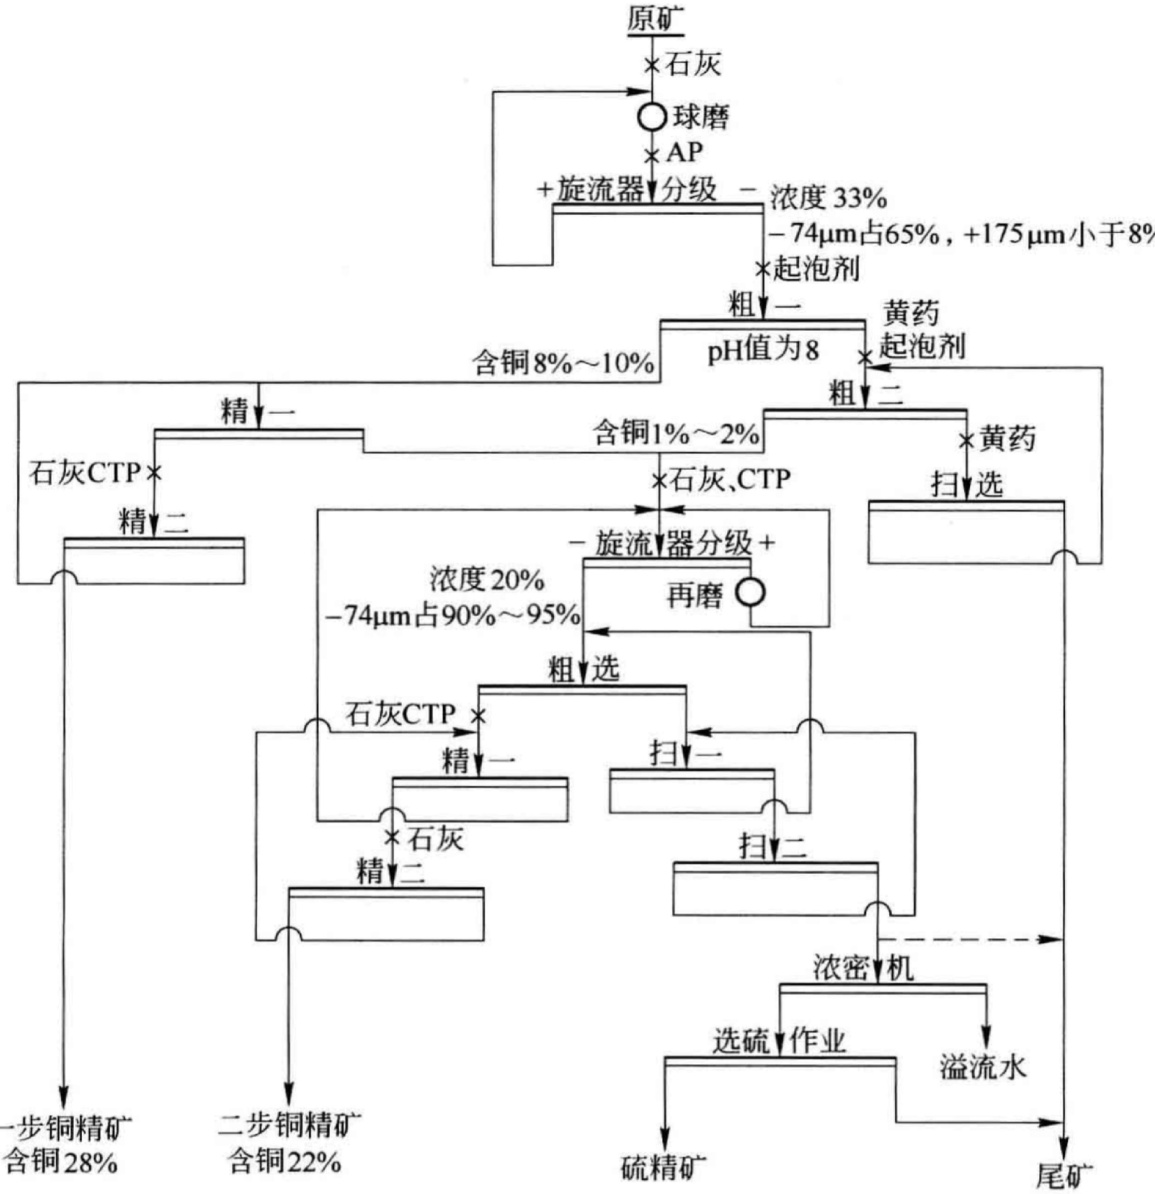 原矿
石灰
球磨
AP
+旋流器分级 -
浓度33%
-74μm占65%，+175μm小于8%
起泡剂
粗一
黄药
pH值为8
起泡剂
含铜8%～10%
粗二
精一
含铜1%～2%
黄药
石灰CTP
石灰、CTP
扫选
精二
- 旋流器分级+
浓度20%
再磨
-74μm占90%～95%
粗选
石灰CTP
精一
扫一
石灰
扫二
精二
浓密机
选硫作业
溢流水
一步铜精矿
含铜28%
二步铜精矿
含铜22%
硫精矿
尾矿